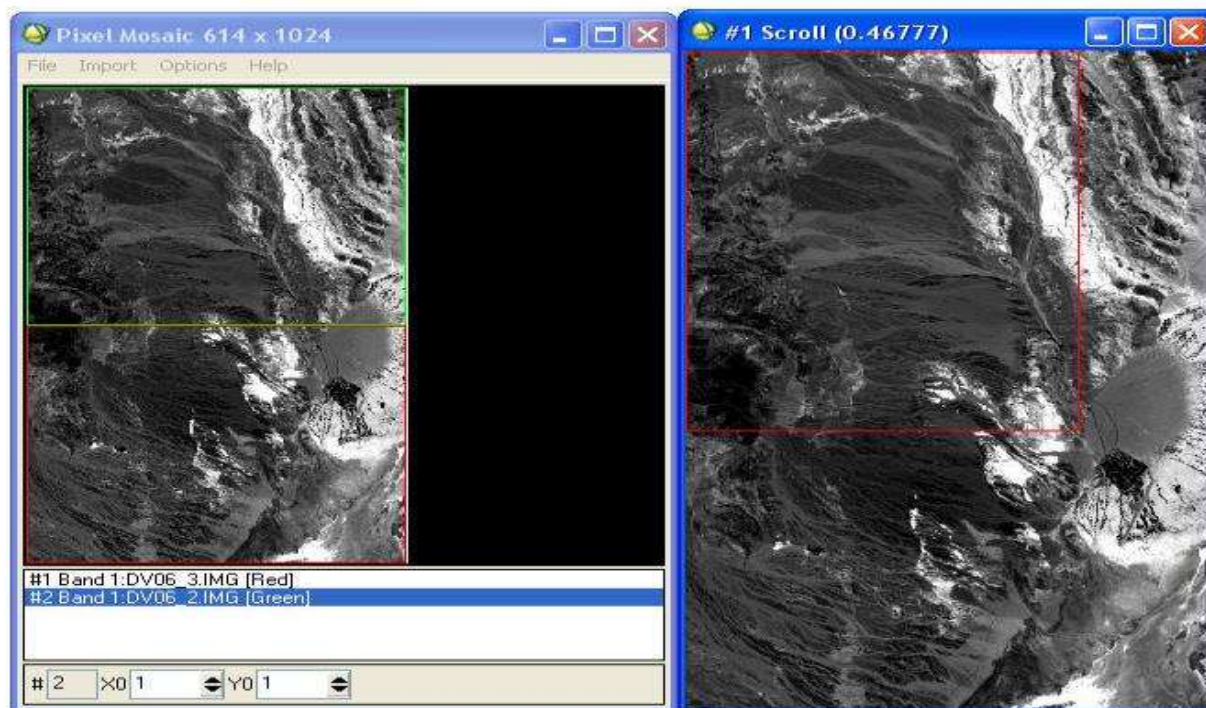 Pixel Mosaic 614 x 1024
File Import Options Help
#1 Band 1:DV06_3.IMG [Red]
#2 Band 1:DV06_2.IMG [Green]
# 2 X0 1 Y0 1
#1 Scroll (0.46777)